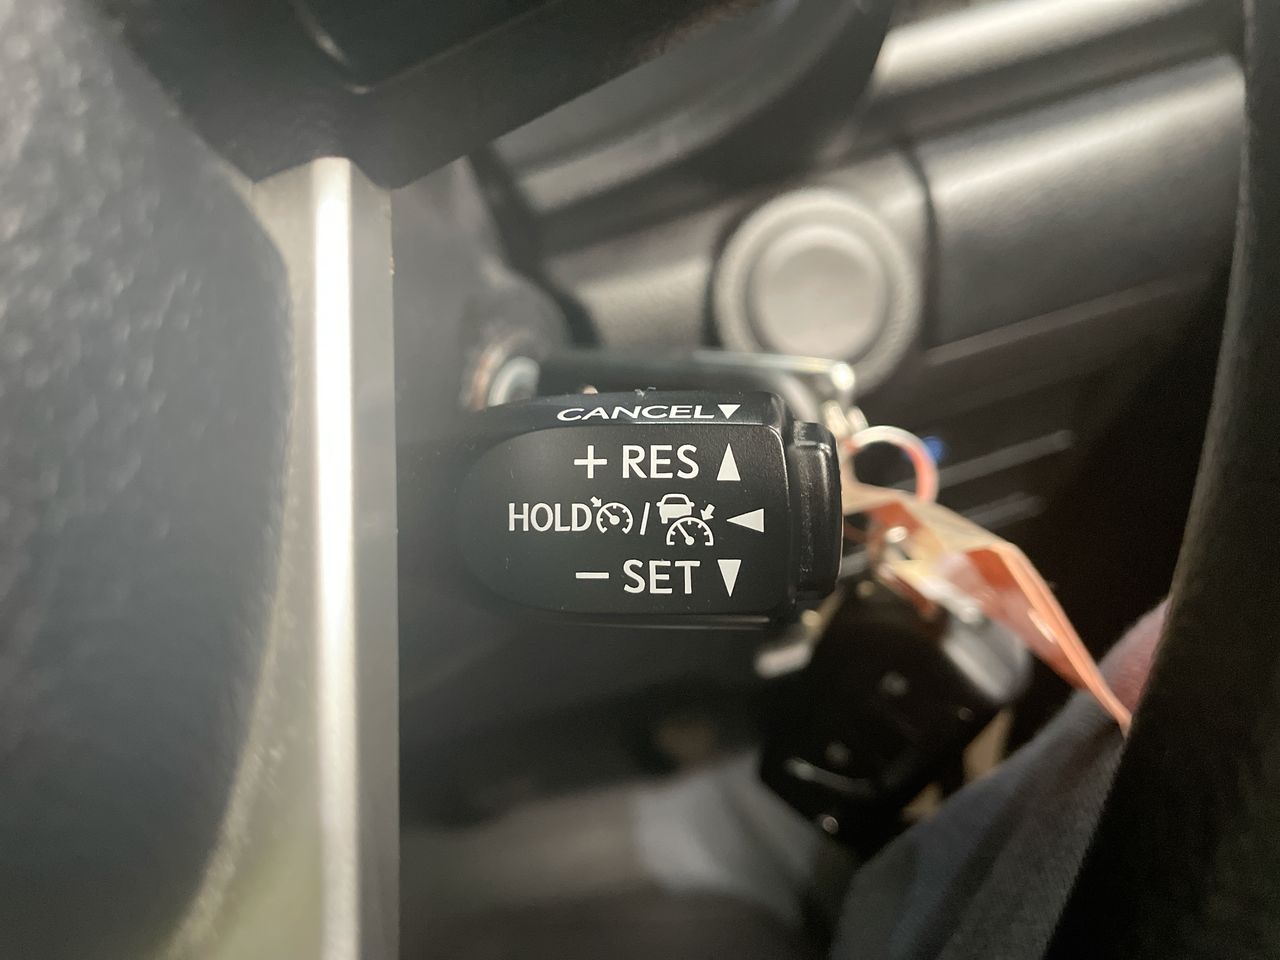 CANCEL▼
+ RES ▲
HOLD / ◀
− SET ▼